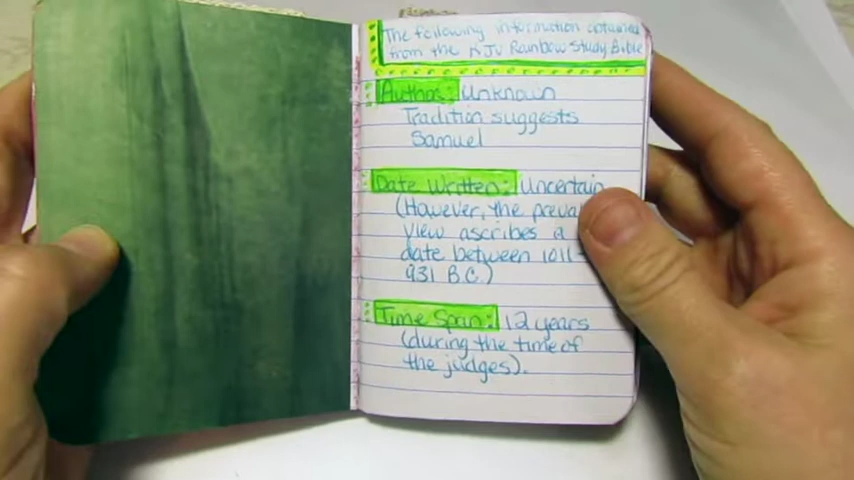 The following information obtained
from the KJV Rainbow Study Bible
Author: Unknown
Tradition suggests
Samuel
Date Written: Uncertain
(However, the
view ascribes a
date between 1011-
931 B.C.)
Time Span: 12 years
(during the time of
the judges).